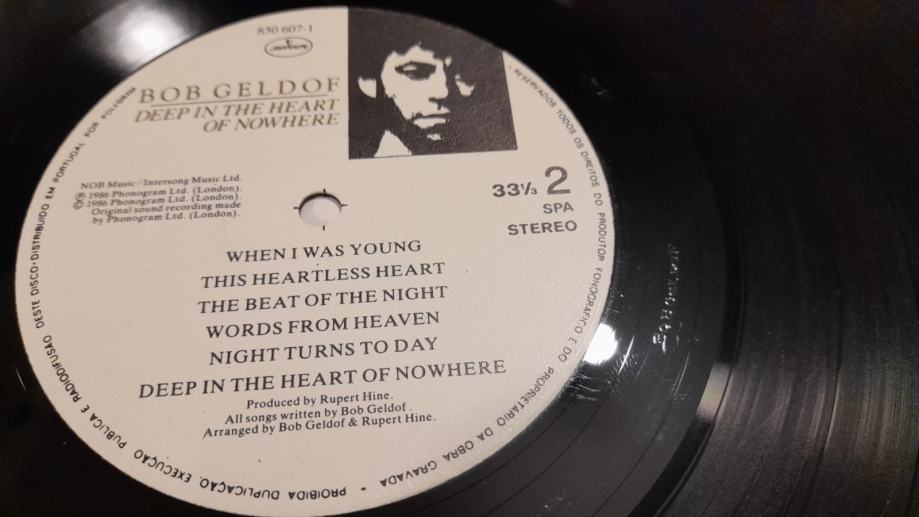 830 607-1
mercury
BOB GELDOF
DEEP IN THE HEART
OF NOWHERE
NOB Music / Intersong Music Ltd.
Ⓟ 1986 Phonogram Ltd. (London).
© 1986 Phonogram Ltd. (London).
Original sound recording made
by Phonogram Ltd. (London).
33⅓ 2
SPA
STEREO
WHEN I WAS YOUNG
THIS HEARTLESS HEART
THE BEAT OF THE NIGHT
WORDS FROM HEAVEN
NIGHT TURNS TO DAY
DEEP IN THE HEART OF NOWHERE
Produced by Rupert Hine.
All songs written by Bob Geldof.
Arranged by Bob Geldof & Rupert Hine.
RESERVADOS TODOS OS DIREITOS DO PRODUTOR FONOGRÁFICO E DO PROPRIETÁRIO DA OBRA GRAVADA - PROIBIDA DUPLICAÇÃO, EXECUÇÃO PÚBLICA E RADIODIFUSÃO DESTE DISCO·DISTRIBUIDO EM PORTUGAL POR POLYGRAM